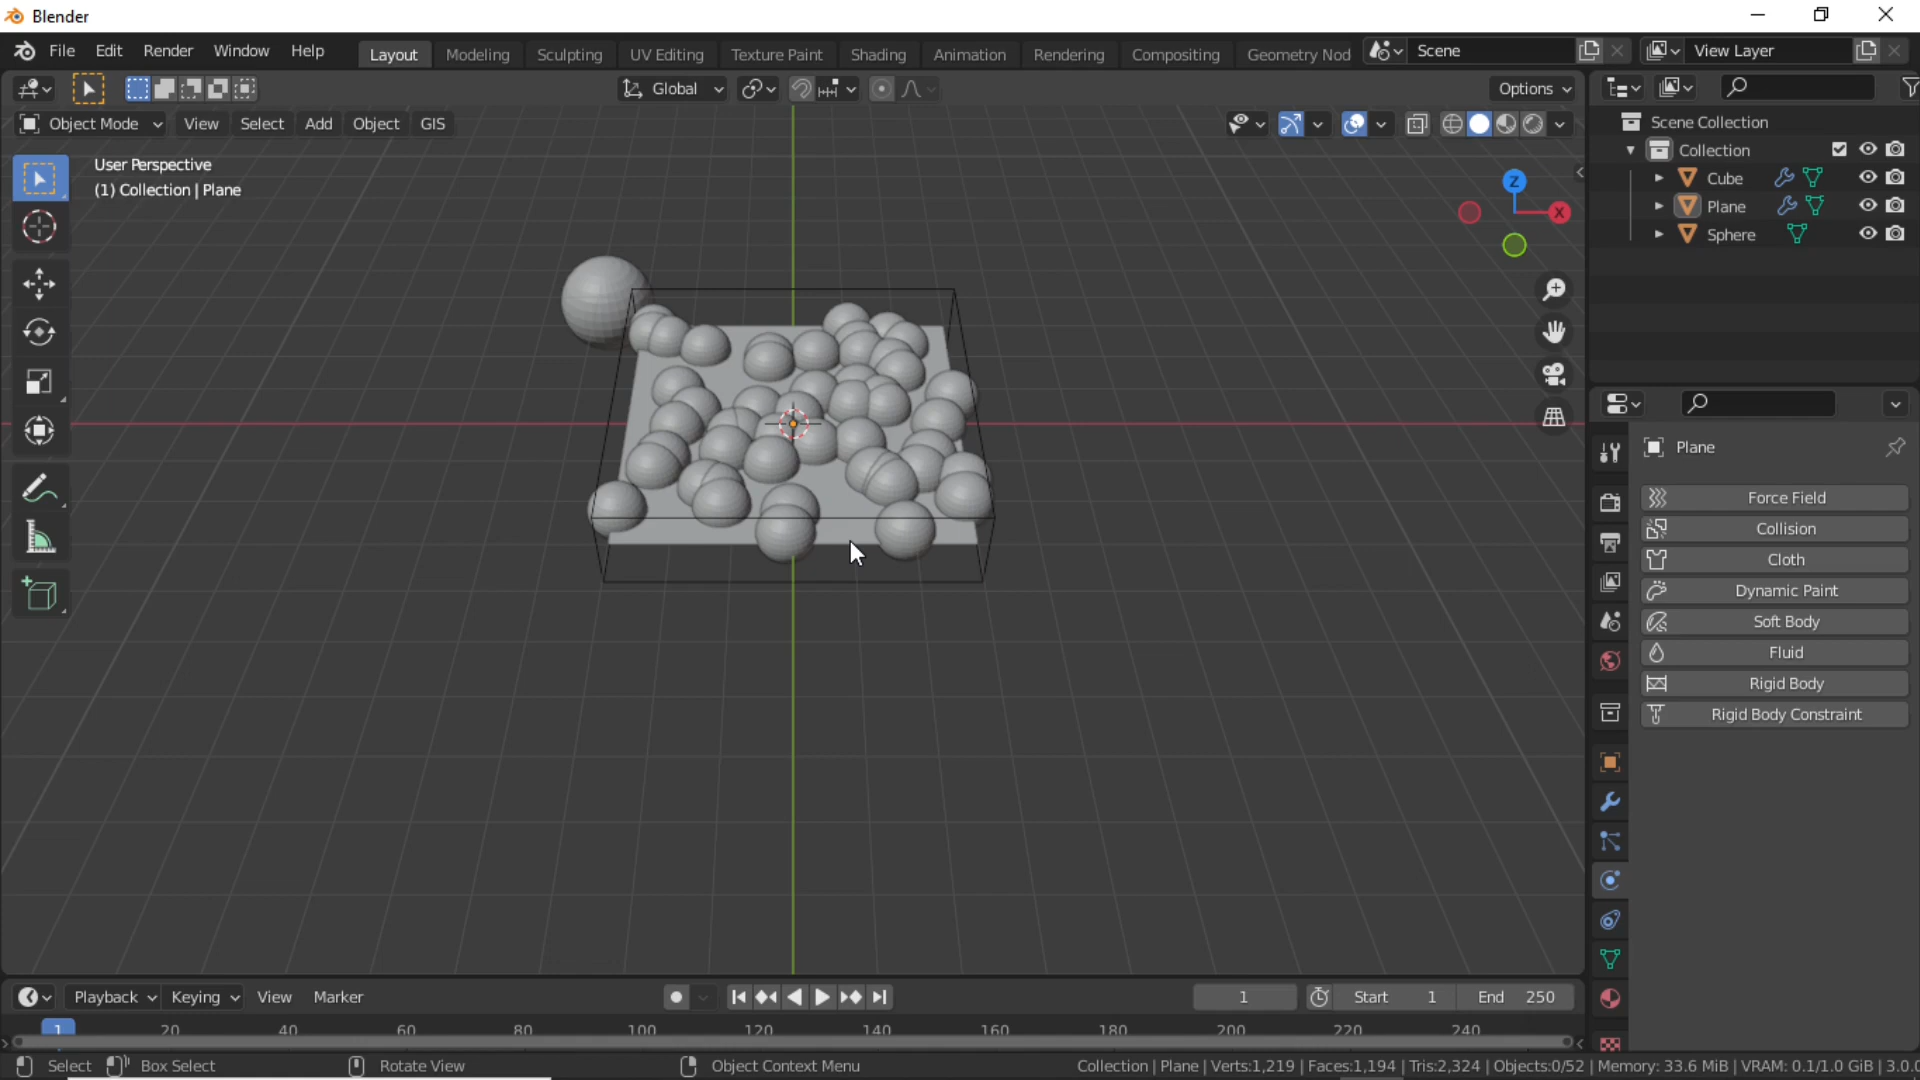 Blender
File Edit Render Window Help Layout Modeling Sculpting UV Editing Texture Paint Shading Animation Rendering Compositing Geometry Nod Scene View Layer
Global Options
Object Mode View Select Add Object GIS
User Perspective
(1) Collection | Plane
Z
X
Scene Collection
Collection
Cube
Plane
Sphere
Plane
Force Field
Collision
Cloth
Dynamic Paint
Soft Body
Fluid
Rigid Body
Rigid Body Constraint
Playback Keying View Marker 1 Start 1 End 250
1 20 40 60 80 100 120 140 160 180 200 220 240
Select Box Select Rotate View Object Context Menu Collection | Plane | Verts:1,219 | Faces:1,194 | Tris:2,324 | Objects:0/52 | Memory: 33.6 MiB | VRAM: 0.1/1.0 GiB | 3.0.